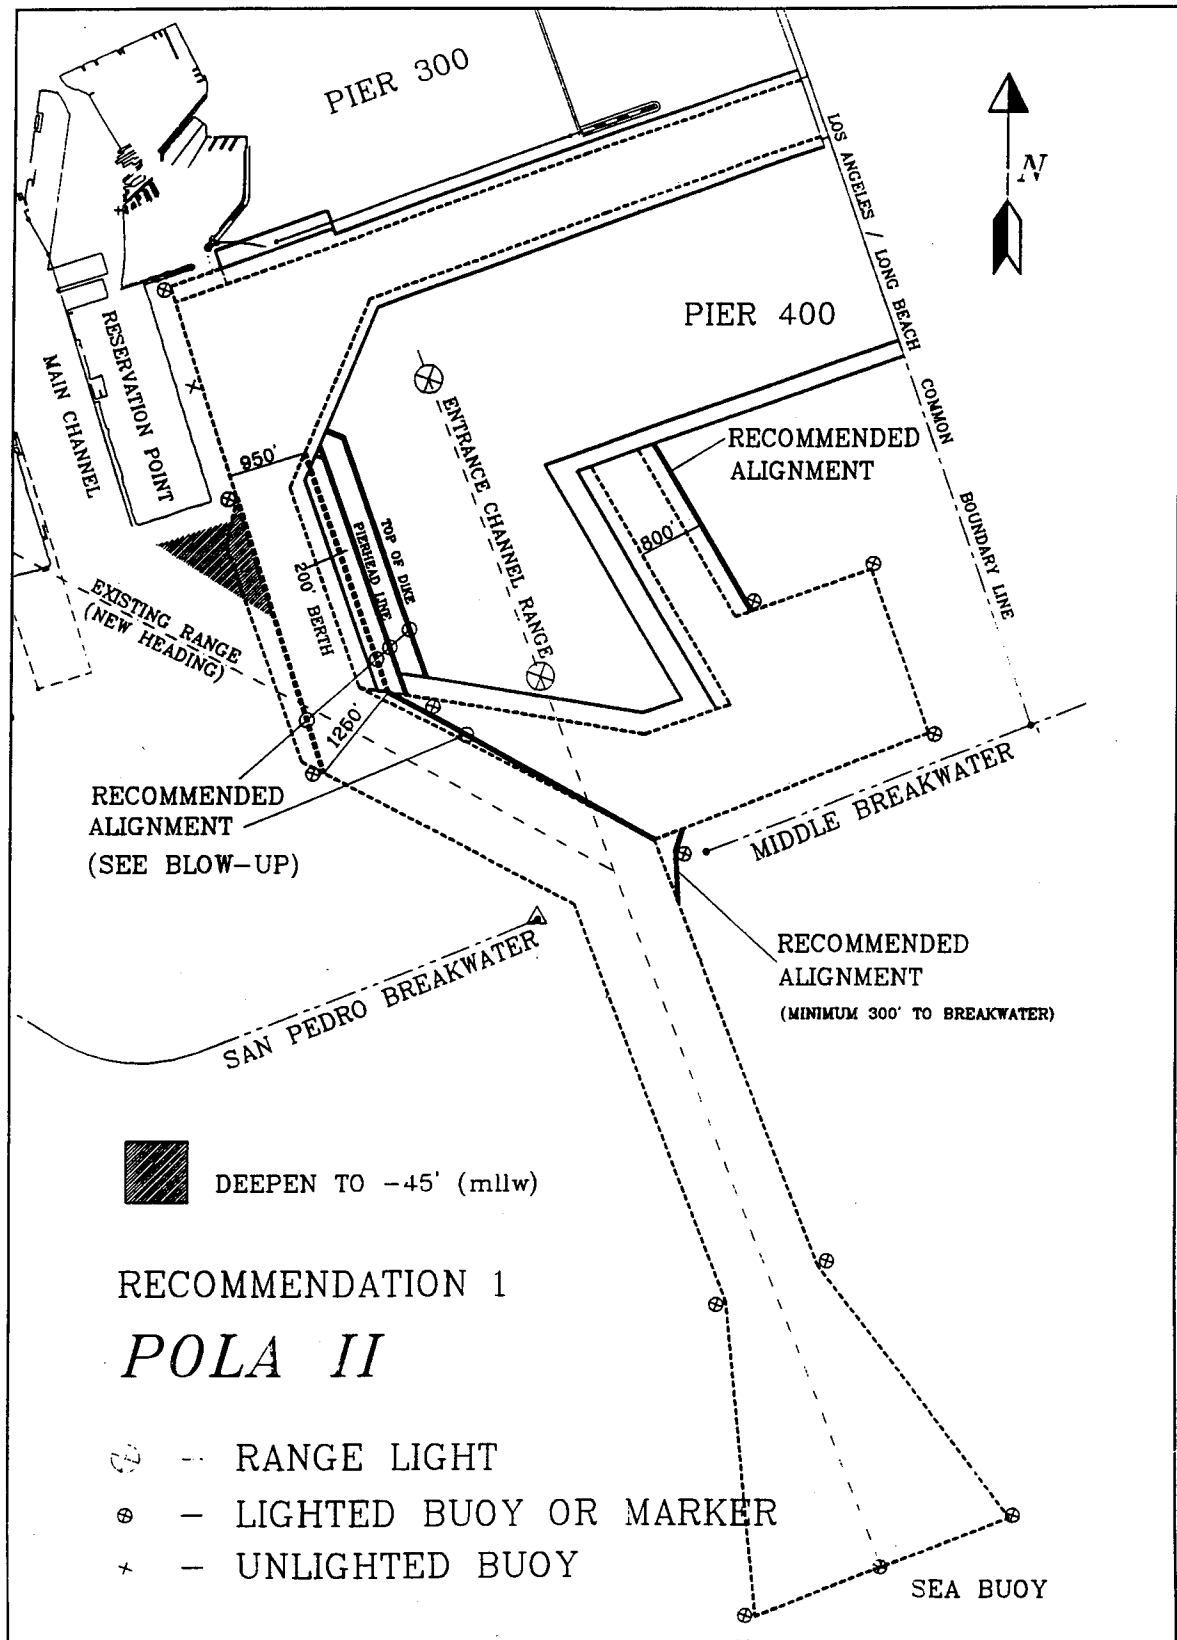 PIER 300
N
LOS ANGELES / LONG BEACH COMMON BOUNDARY LINE
PIER 400
RESERVATION POINT
MAIN CHANNEL
ENTRANCE CHANNEL RANGE
RECOMMENDED
ALIGNMENT
950'
800'
TOP OF DIKE
PIERHEAD LINE
200' BERTH
EXISTING RANGE
(NEW HEADING)
1250'
RECOMMENDED
ALIGNMENT
(SEE BLOW-UP)
MIDDLE BREAKWATER
SAN PEDRO BREAKWATER
RECOMMENDED
ALIGNMENT
(MINIMUM 300' TO BREAKWATER)
DEEPEN TO -45' (mllw)
RECOMMENDATION 1
POLA II
- RANGE LIGHT
- LIGHTED BUOY OR MARKER
- UNLIGHTED BUOY
SEA BUOY